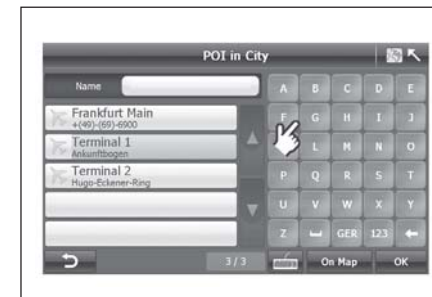 POI in City
Name
A B C D E
Frankfurt Main
+(49)-(69)-6900
F G H I J
Terminal 1
Ankunftbogen
L M N O
Terminal 2
Hugo-Eckener-Ring
P Q R S T
U V W X Y
Z GER 123
3/3
On Map
OK